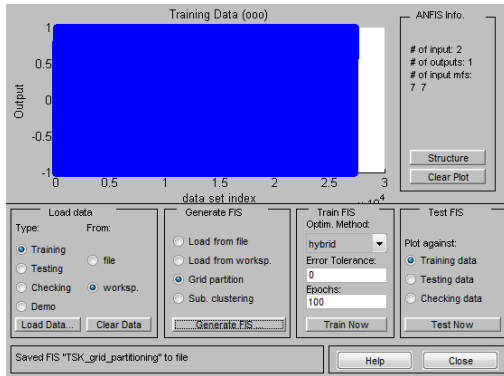 Training Data (ooo)
1
0.5
0
-0.5
-1
Output
0
0.5
1
1.5
2
2.5
3
data set index
ANFIS Info.
# of input: 2
# of outputs: 1
# of input mfs:
7 7
Structure
Clear Plot
Load data
Type:
From:
Training
Testing
Checking
Demo
file
worksp.
Load Data...
Clear Data
Generate FIS
Load from file
Load from worksp.
Grid partition
Sub. clustering
Generate FIS ...
Train FIS
Optim. Method:
hybrid
Error Tolerance:
0
Epochs:
100
Train Now
Test FIS
Plot against:
Training data
Testing data
Checking data
Test Now
Saved FIS "TSK_grid_partitioning" to file
Help
Close